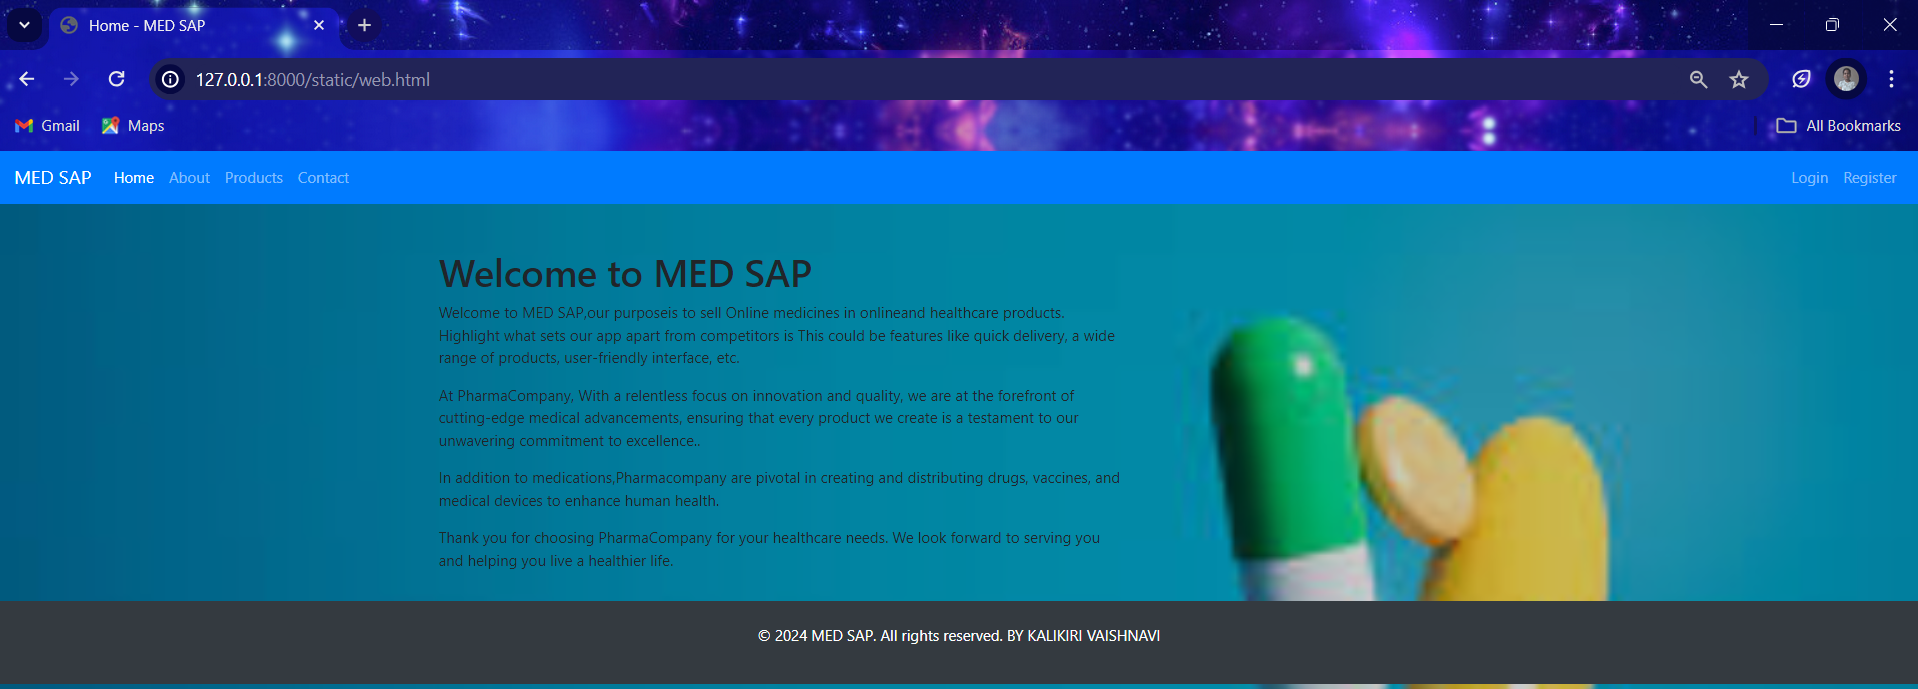 Home - MED SAP
127.0.0.1:8000/static/web.html
Gmail Maps All Bookmarks
MED SAP Home About Products Contact Login Register
Welcome to MED SAP
Welcome to MED SAP,our purposeis to sell Online medicines in onlineand healthcare products.
Highlight what sets our app apart from competitors is This could be features like quick delivery, a wide
range of products, user-friendly interface, etc.
At PharmaCompany, With a relentless focus on innovation and quality, we are at the forefront of
cutting-edge medical advancements, ensuring that every product we create is a testament to our
unwavering commitment to excellence..
In addition to medications,Pharmacompany are pivotal in creating and distributing drugs, vaccines, and
medical devices to enhance human health.
Thank you for choosing PharmaCompany for your healthcare needs. We look forward to serving you
and helping you live a healthier life.
© 2024 MED SAP. All rights reserved. BY KALIKIRI VAISHNAVI